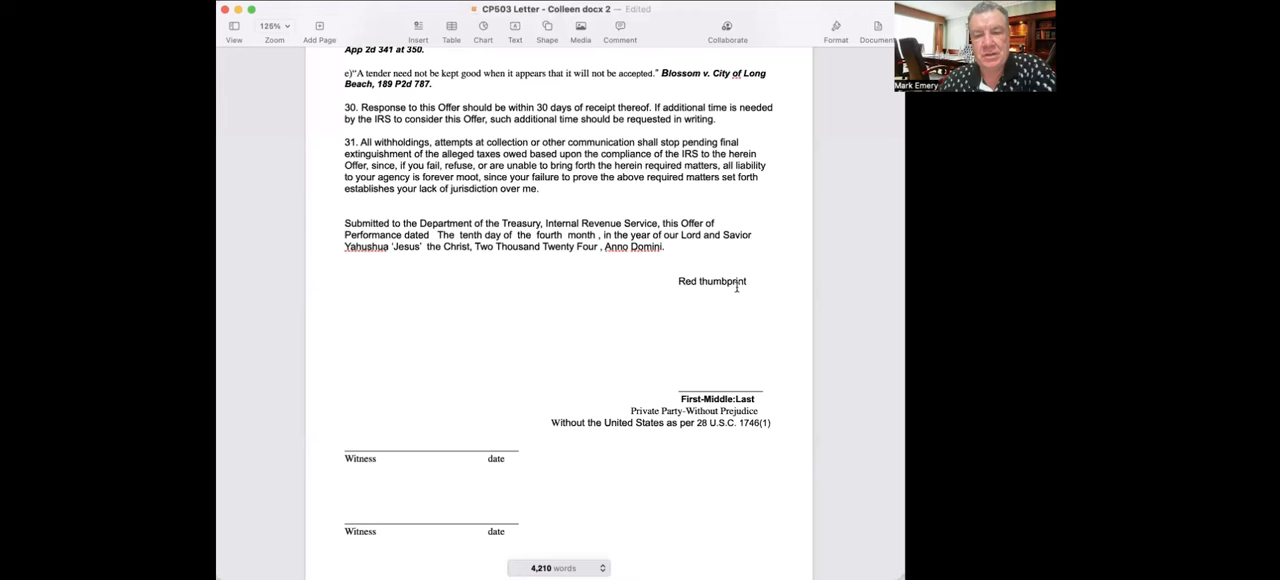 CP503 Letter - Colleen docx 2 — Edited
125%
View
Zoom
Add Page
Insert
Table
Chart
Text
Shape
Media
Comment
Collaborate
Format
Document
Mark Emery
App 2d 341 at 350.
e)“A tender need not be kept good when it appears that it will not be accepted.” Blossom v. City of Long
Beach, 189 P2d 787.
30. Response to this Offer should be within 30 days of receipt thereof. If additional time is needed
by the IRS to consider this Offer, such additional time should be requested in writing.
31. All withholdings, attempts at collection or other communication shall stop pending final
extinguishment of the alleged taxes owed based upon the compliance of the IRS to the herein
Offer, since, if you fail, refuse, or are unable to bring forth the herein required matters, all liability
to your agency is forever moot, since your failure to prove the above required matters set forth
establishes your lack of jurisdiction over me.
Submitted to the Department of the Treasury, Internal Revenue Service, this Offer of
Performance dated The tenth day of the fourth month , in the year of our Lord and Savior
Yahushua ‘Jesus’ the Christ, Two Thousand Twenty Four , Anno Domini.
Red thumbprint
First-Middle:Last
Private Party-Without Prejudice
Without the United States as per 28 U.S.C. 1746(1)
Witness date
Witness date
4,210 words